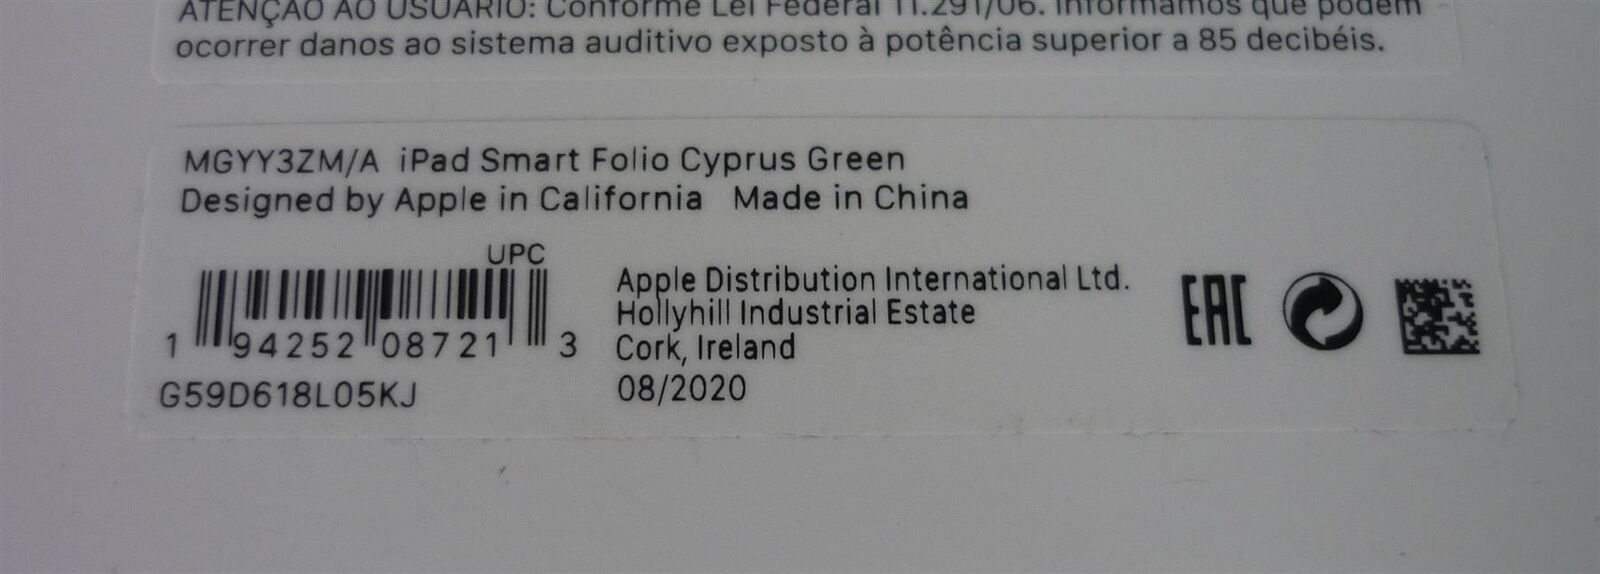 ATENÇÃO AO USUÁRIO: Conforme Lei Federal 11.291/06. Informamos que podem
ocorrer danos ao sistema auditivo exposto à potência superior a 85 decibéis.
MGYY3ZM/A iPad Smart Folio Cyprus Green
Designed by Apple in California Made in China
UPC
1 94252 08721 3
G59D618L05KJ
Apple Distribution International Ltd.
Hollyhill Industrial Estate
Cork, Ireland
08/2020
EAC